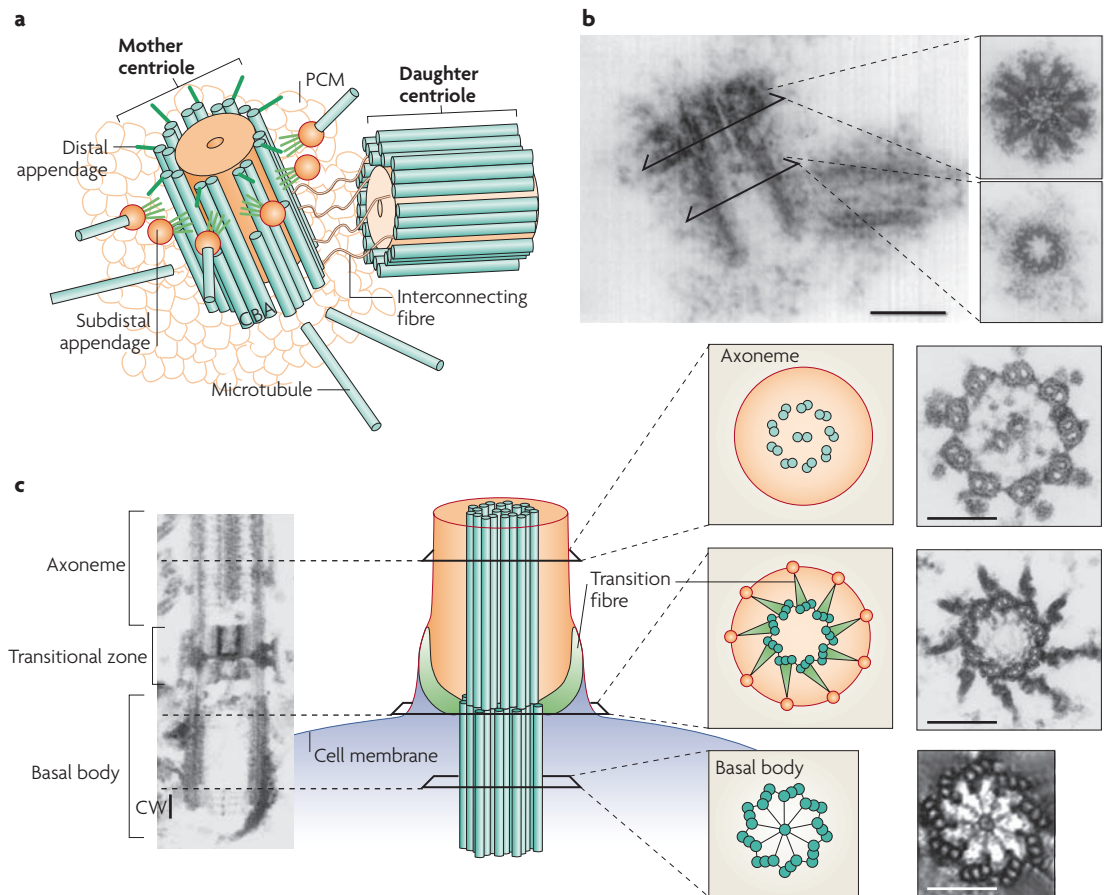 a
Mother
centriole
PCM
Daughter
centriole
Distal
appendage
Subdistal
appendage
CBA
Interconnecting
fibre
Microtubule
b
c
Axoneme
Transitional zone
Basal body
CW
Cell membrane
Transition
fibre
Axoneme
Basal body